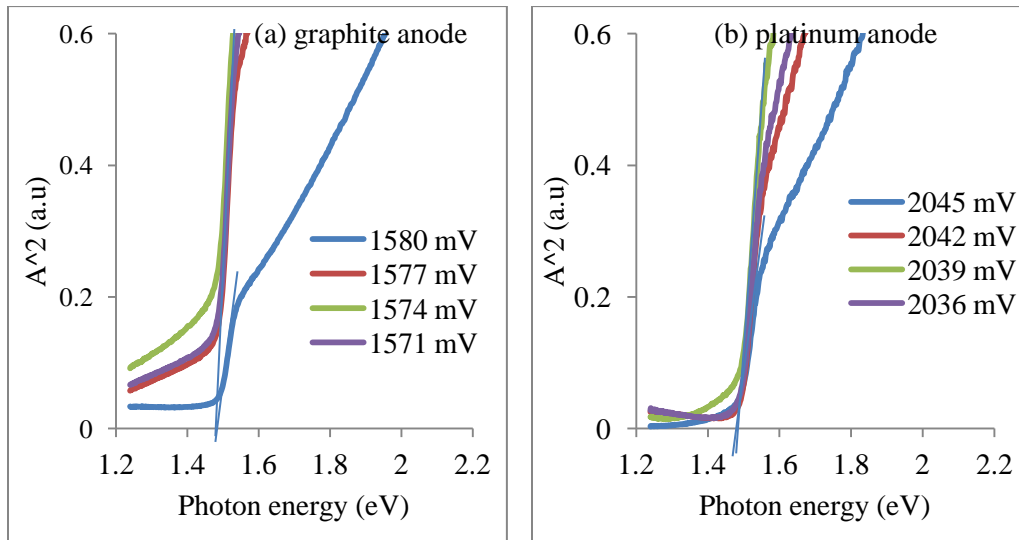 (a) graphite anode
A^2 (a.u)
0.6
0.4
0.2
0
1580 mV
1577 mV
1574 mV
1571 mV
1.2 1.4 1.6 1.8 2 2.2
Photon energy (eV)
(b) platinum anode
A^2 (a.u)
0.6
0.4
0.2
0
2045 mV
2042 mV
2039 mV
2036 mV
1.2 1.4 1.6 1.8 2 2.2
Photon energy (eV)